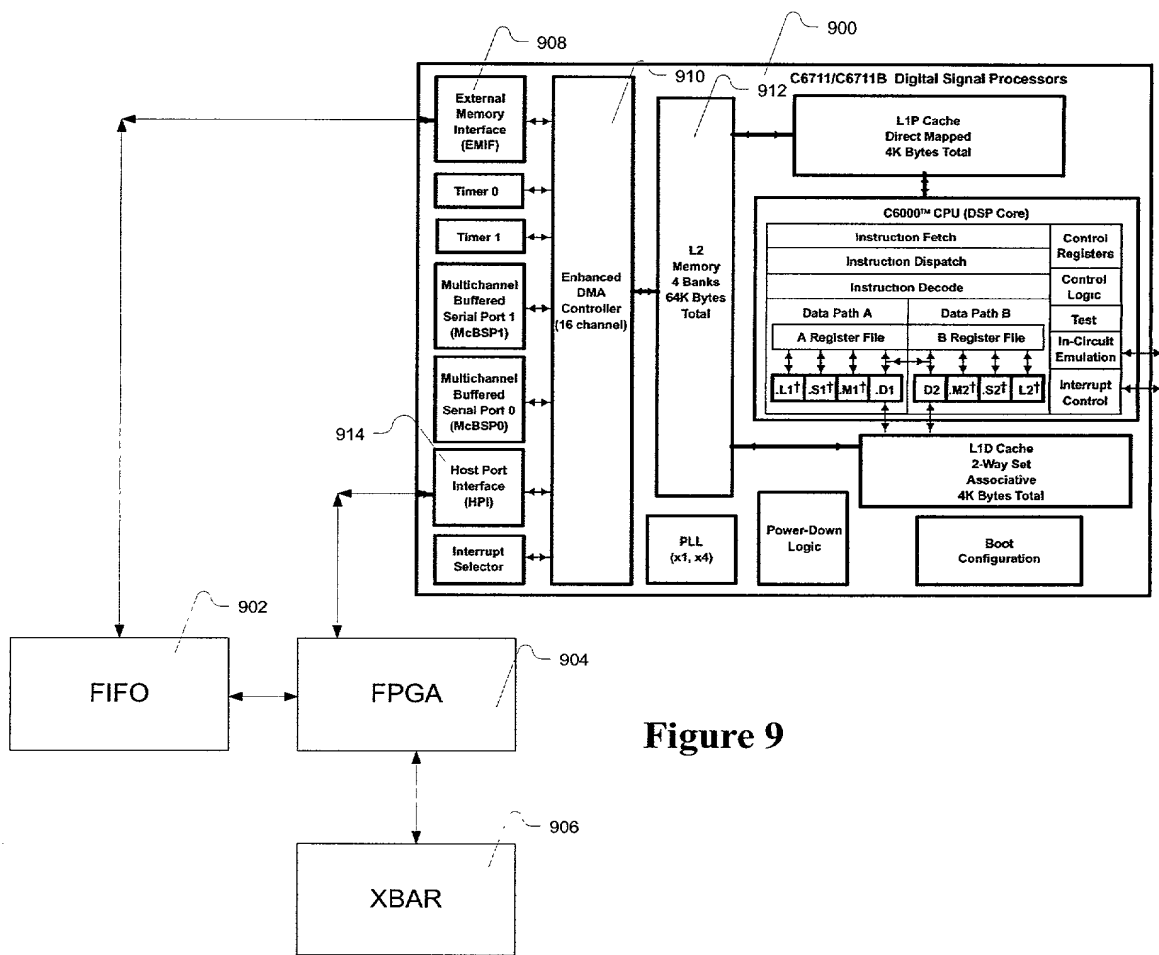 908
900
910
C6711/C6711B Digital Signal Processors
912
External
Memory
Interface
(EMIF)
Timer 0
Timer 1
Multichannel
Buffered
Serial Port 1
(McBSP1)
Multichannel
Buffered
Serial Port 0
(McBSP0)
914
Host Port
Interface
(HPI)
Interrupt
Selector
Enhanced
DMA
Controller
(16 channel)
L2
Memory
4 Banks
64K Bytes
Total
L1P Cache
Direct Mapped
4K Bytes Total
C6000™ CPU (DSP Core)
Instruction Fetch
Instruction Dispatch
Instruction Decode
Data Path A
Data Path B
A Register File
B Register File
.L1† .S1† .M1† .D1
D2 .M2† .S2† L2†
Control
Registers
Control
Logic
Test
In-Circuit
Emulation
Interrupt
Control
L1D Cache
2-Way Set
Associative
4K Bytes Total
PLL
(x1, x4)
Power-Down
Logic
Boot
Configuration
902
FIFO
904
FPGA
Figure 9
906
XBAR